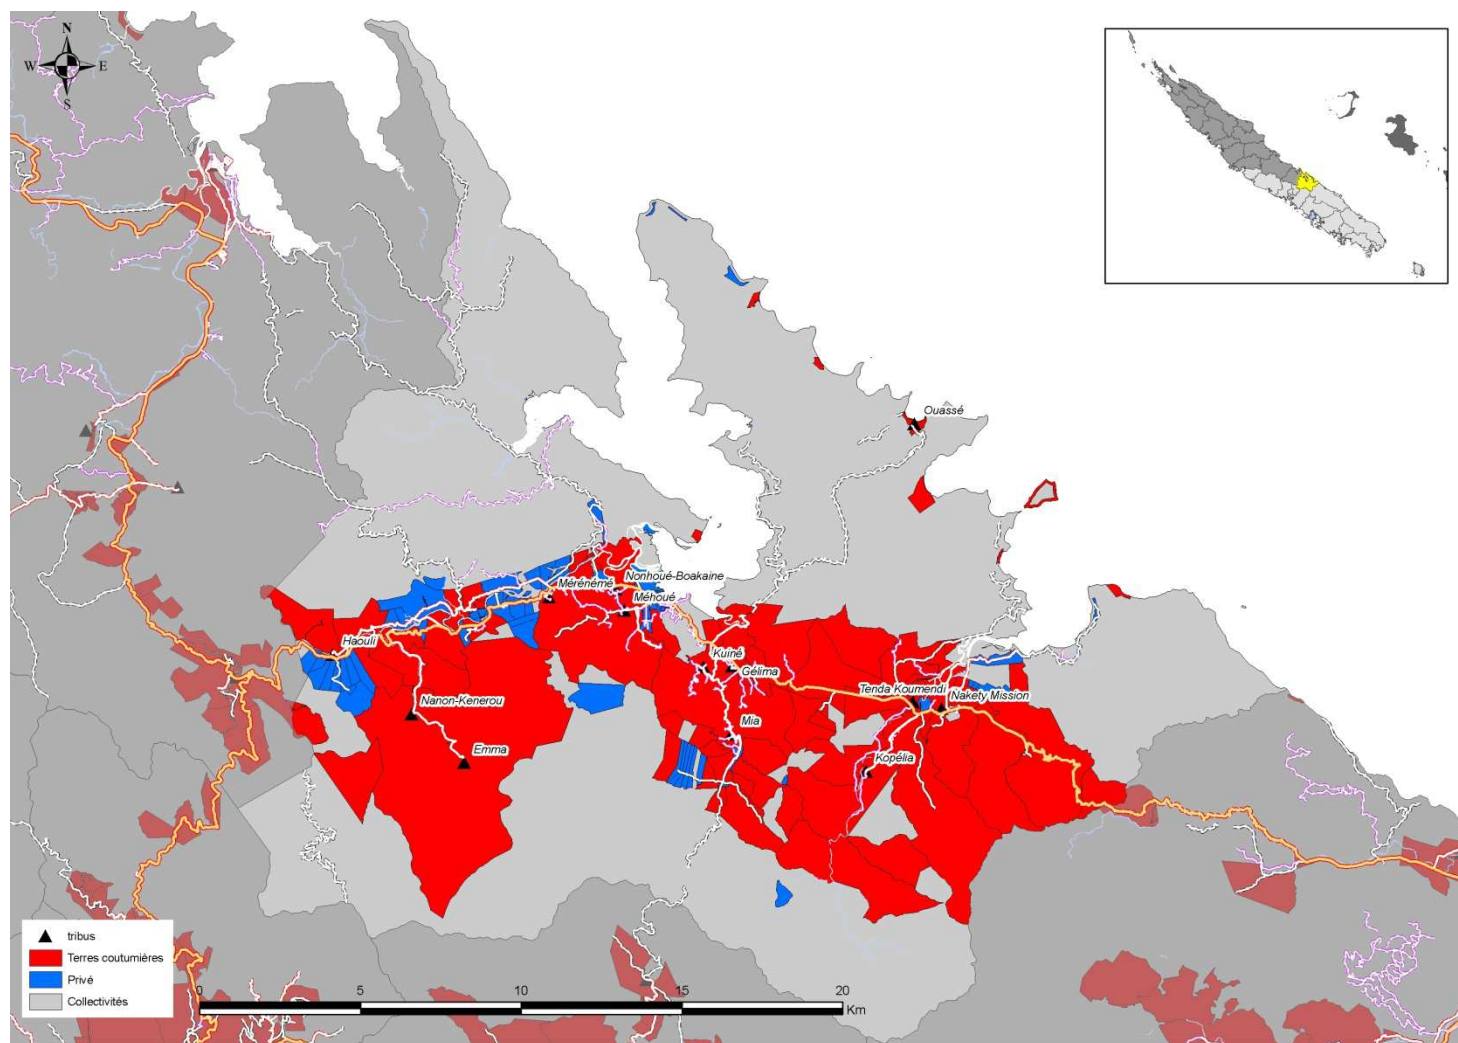 N
W E
S
Ouassé
Nonhoué-Boakaine
Mérénémé
Méhoué
Haouli
Kuiné
Gélima
Tenda Koumendi
Nakety Mission
Nanon-Kenerou
Mia
Emma
Kopélia
tribus
Terres coutumières
Privé
Collectivités
0 5 10 15 20
Km